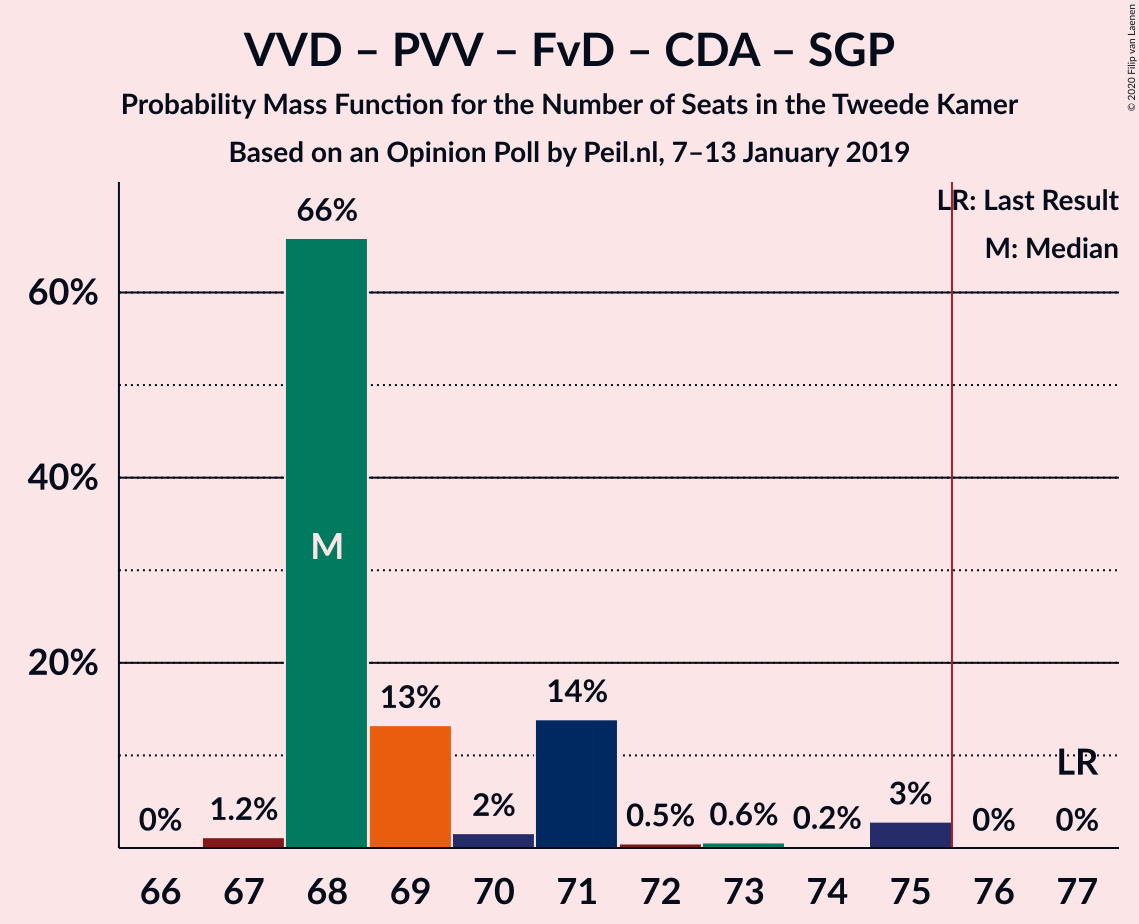 VVD – PVV – FvD – CDA – SGP
Probability Mass Function for the Number of Seats in the Tweede Kamer
Based on an Opinion Poll by Peil.nl, 7–13 January 2019
© 2020 Filip van Laenen
LR: Last Result
M: Median
60%
40%
20%
0%
1.2%
66%
M
13%
2%
14%
0.5%
0.6%
0.2%
3%
0%
LR
0%
66 67 68 69 70 71 72 73 74 75 76 77